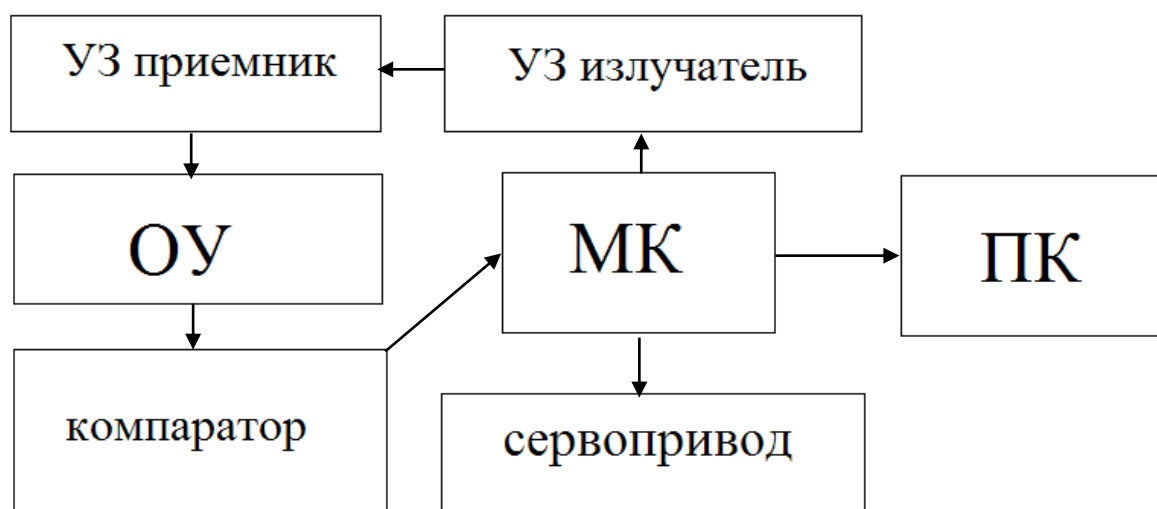 УЗ приемник
УЗ излучатель
ОУ
МК
ПК
компаратор
сервопривод